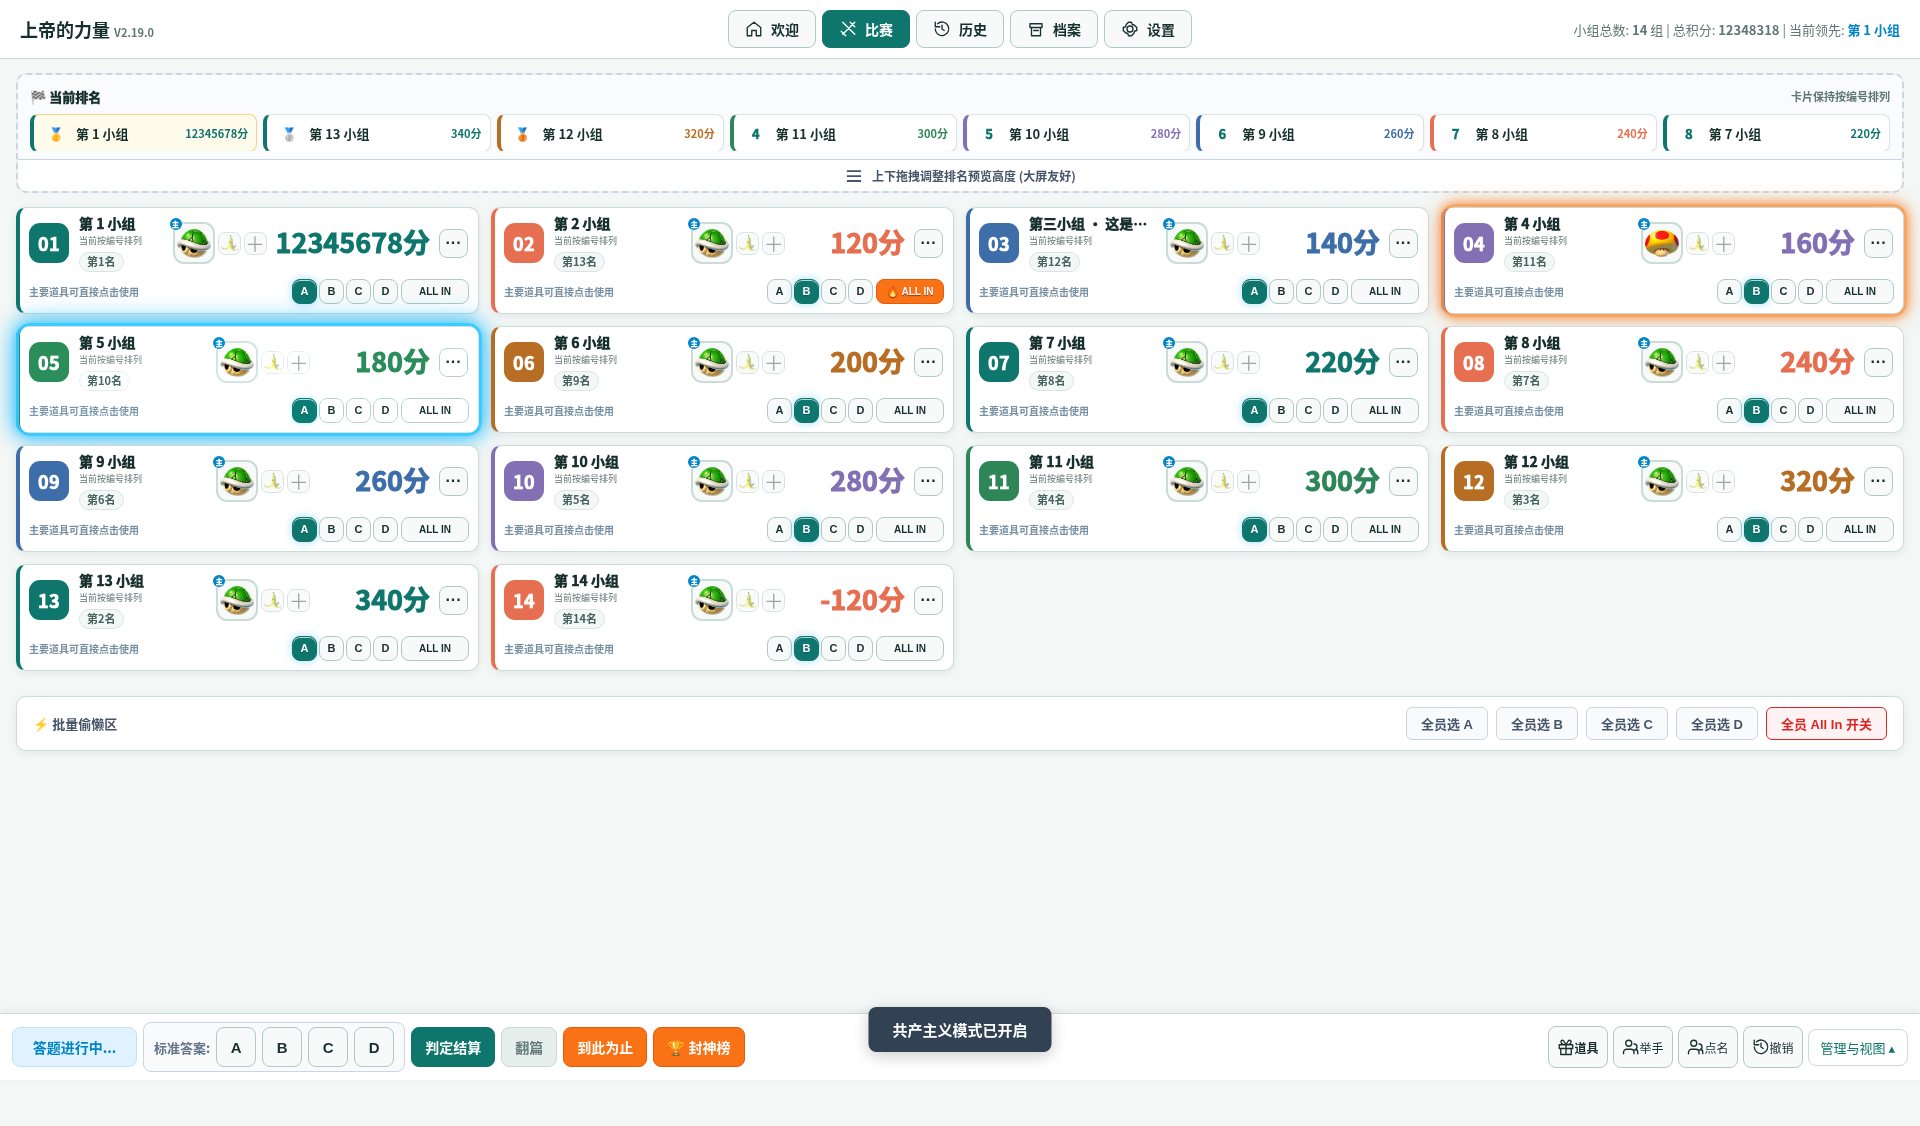 上帝的力量 V2.19.0
欢迎
比赛
历史
档案
设置
小组总数: 14 组 | 总积分: 12348318 | 当前领先: 第 1 小组
🏁 当前排名
卡片保持按编号排列
🥇 第 1 小组 12345678分
🥈 第 13 小组 340分
🥉 第 12 小组 320分
4 第 11 小组 300分
5 第 10 小组 280分
6 第 9 小组 260分
7 第 8 小组 240分
8 第 7 小组 220分
上下拖拽调整排名预览高度 (大屏友好)
01 第 1 小组
当前按编号排列
第1名
主
12345678分 ···
主要道具可直接点击使用
A B C D ALL IN
02 第 2 小组
当前按编号排列
第13名
主
120分 ···
主要道具可直接点击使用
A B C D 🔥 ALL IN
03 第三小组 · 这是···
当前按编号排列
第12名
主
140分 ···
主要道具可直接点击使用
A B C D ALL IN
04 第 4 小组
当前按编号排列
第11名
主
160分 ···
主要道具可直接点击使用
A B C D ALL IN
05 第 5 小组
当前按编号排列
第10名
主
180分 ···
主要道具可直接点击使用
A B C D ALL IN
06 第 6 小组
当前按编号排列
第9名
主
200分 ···
主要道具可直接点击使用
A B C D ALL IN
07 第 7 小组
当前按编号排列
第8名
主
220分 ···
主要道具可直接点击使用
A B C D ALL IN
08 第 8 小组
当前按编号排列
第7名
主
240分 ···
主要道具可直接点击使用
A B C D ALL IN
09 第 9 小组
当前按编号排列
第6名
主
260分 ···
主要道具可直接点击使用
A B C D ALL IN
10 第 10 小组
当前按编号排列
第5名
主
280分 ···
主要道具可直接点击使用
A B C D ALL IN
11 第 11 小组
当前按编号排列
第4名
主
300分 ···
主要道具可直接点击使用
A B C D ALL IN
12 第 12 小组
当前按编号排列
第3名
主
320分 ···
主要道具可直接点击使用
A B C D ALL IN
13 第 13 小组
当前按编号排列
第2名
主
340分 ···
主要道具可直接点击使用
A B C D ALL IN
14 第 14 小组
当前按编号排列
第14名
主
-120分 ···
主要道具可直接点击使用
A B C D ALL IN
⚡ 批量偷懒区
全员选 A
全员选 B
全员选 C
全员选 D
全员 All In 开关
共产主义模式已开启
答题进行中...
标准答案: A B C D
判定结算
翻篇
到此为止
🏆 封神榜
道具
举手
点名
撤销
管理与视图 ▴